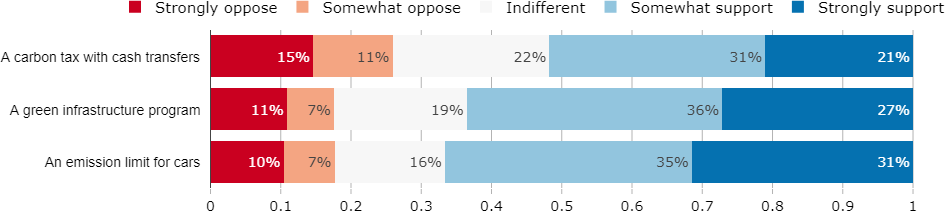 Strongly oppose Somewhat oppose Indifferent Somewhat support Strongly support
A carbon tax with cash transfers 15% 11% 22% 31% 21%
A green infrastructure program 11% 7% 19% 36% 27%
An emission limit for cars 10% 7% 16% 35% 31%
0 0.1 0.2 0.3 0.4 0.5 0.6 0.7 0.8 0.9 1